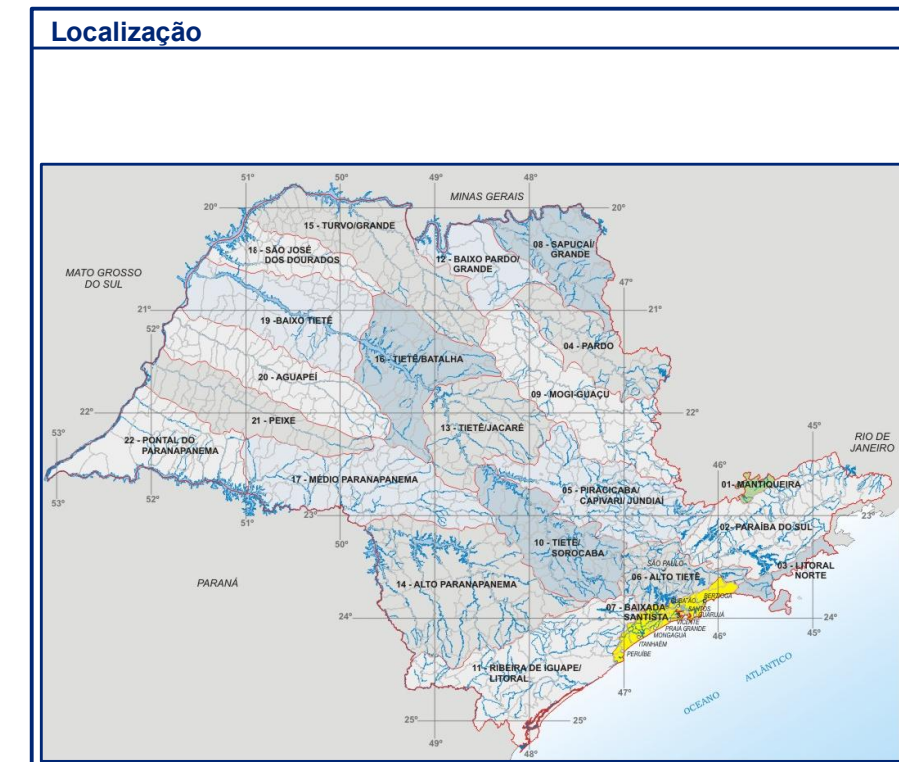 Localização
51°
50°
49°
48°
MINAS GERAIS
20°
20°
15 - TURVO/GRANDE
18 - SÃO JOSÉ
DOS DOURADOS
12 - BAIXO PARDO/
GRANDE
08 - SAPUCAÍ/
GRANDE
MATO GROSSO
DO SUL
47°
21°
21°
52°
19 -BAIXO TIETÊ
04 - PARDO
16 - TIETÊ/BATALHA
20 - AGUAPEÍ
09 - MOGI-GUAÇU
22°
22°
21 - PEIXE
13 - TIETÊ/JACARÉ
53°
22 - PONTAL DO
PARANAPANEMA
45°
RIO DE
JANEIRO
46°
17 - MÉDIO PARANAPANEMA
01- MANTIQUEIRA
05 - PIRACICABA/
CAPIVARI/ JUNDIAÍ
53°
52°
51°
23°
23°
02 - PARAÍBA DO SUL
50°
10 - TIETÊ/
SOROCABA
SÃO PAULO
03 - LITORAL
NORTE
PARANÁ
14 - ALTO PARANAPANEMA
06 - ALTO TIETÊ
07 - BAIXADA
SANTISTA
BERTIOGA
SANTOS
GUARUJÁ
24°
24°
PRAIA GRANDE
MONGAGUÁ
ITANHAÉM
PERUÍBE
46°
45°
11 - RIBEIRA DE IGUAPE/
LITORAL
47°
OCEANO ATLÂNTICO
25°
25°
49°
48°